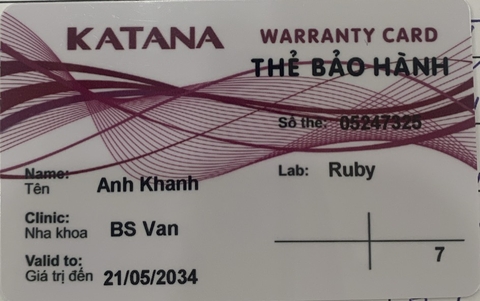 KATANA WARRANTY CARD
THẺ BẢO HÀNH
Số the: 05247325
Name:
Tên Anh Khanh
Lab: Ruby
Clinic:
Nha khoa BS Van
Valid to:
Giá trị đến 21/05/2034
7